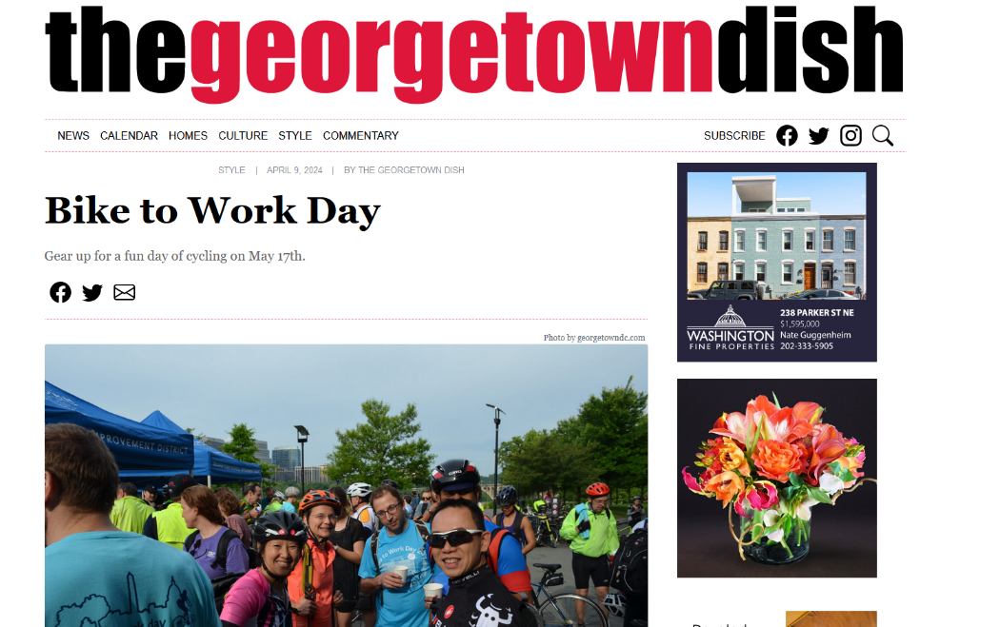 thegeorgetowndish
NEWS CALENDAR HOMES CULTURE STYLE COMMENTARY
SUBSCRIBE
STYLE | APRIL 9, 2024 | BY THE GEORGETOWN DISH
Bike to Work Day
Gear up for a fun day of cycling on May 17th.
Photo by georgetowndc.com
IMPROVEMENT DISTRICT
to Work Day
WASHINGTON
FINE PROPERTIES
238 PARKER ST NE
$1,595,000
Nate Guggenheim
202-333-5905